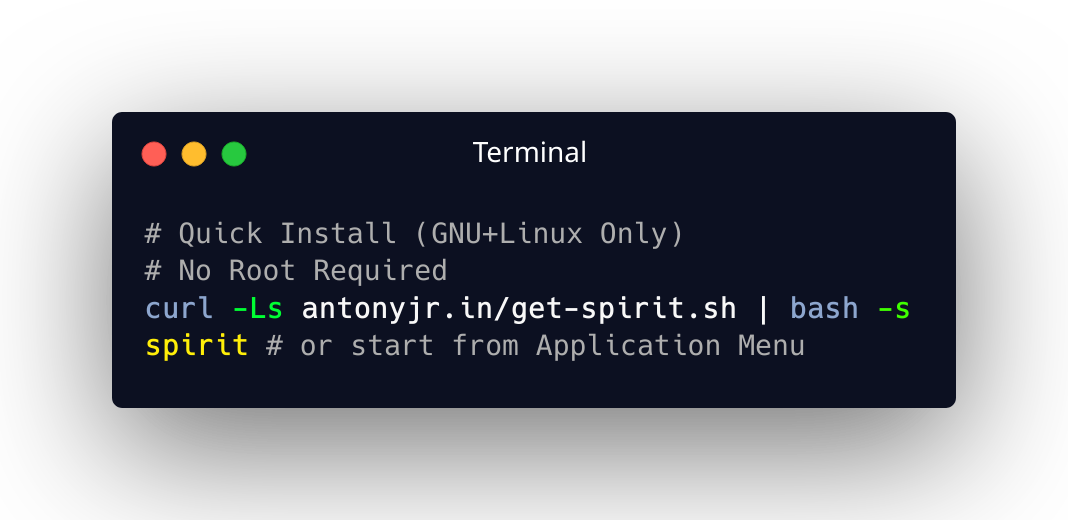 Terminal
# Quick Install (GNU+Linux Only)
# No Root Required
curl -Ls antonyjr.in/get-spirit.sh | bash -s
spirit # or start from Application Menu